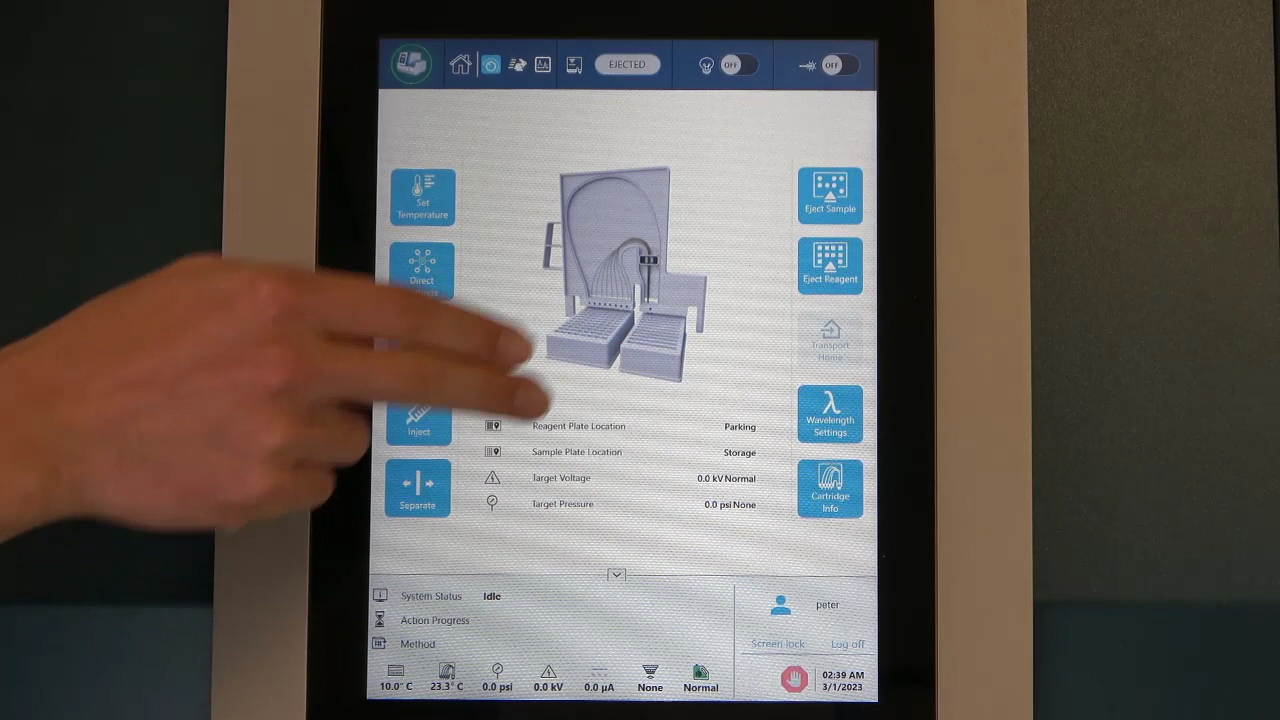 EJECTED
OFF
OFF
Set
Temperature
Direct
Inject
Separate
Eject Sample
Eject Reagent
Transport
Home
λ
Wavelength
Settings
Cartridge
Info
Reagent Plate Location Parking
Sample Plate Location Storage
Target Voltage 0.0 kV Normal
Target Pressure 0.0 psi None
System Status Idle
Action Progress
Method
peter
Screen lock Log off
10.0° C 23.3° C 0.0 psi 0.0 kV 0.0 µA None Normal
02:39 AM
3/1/2023